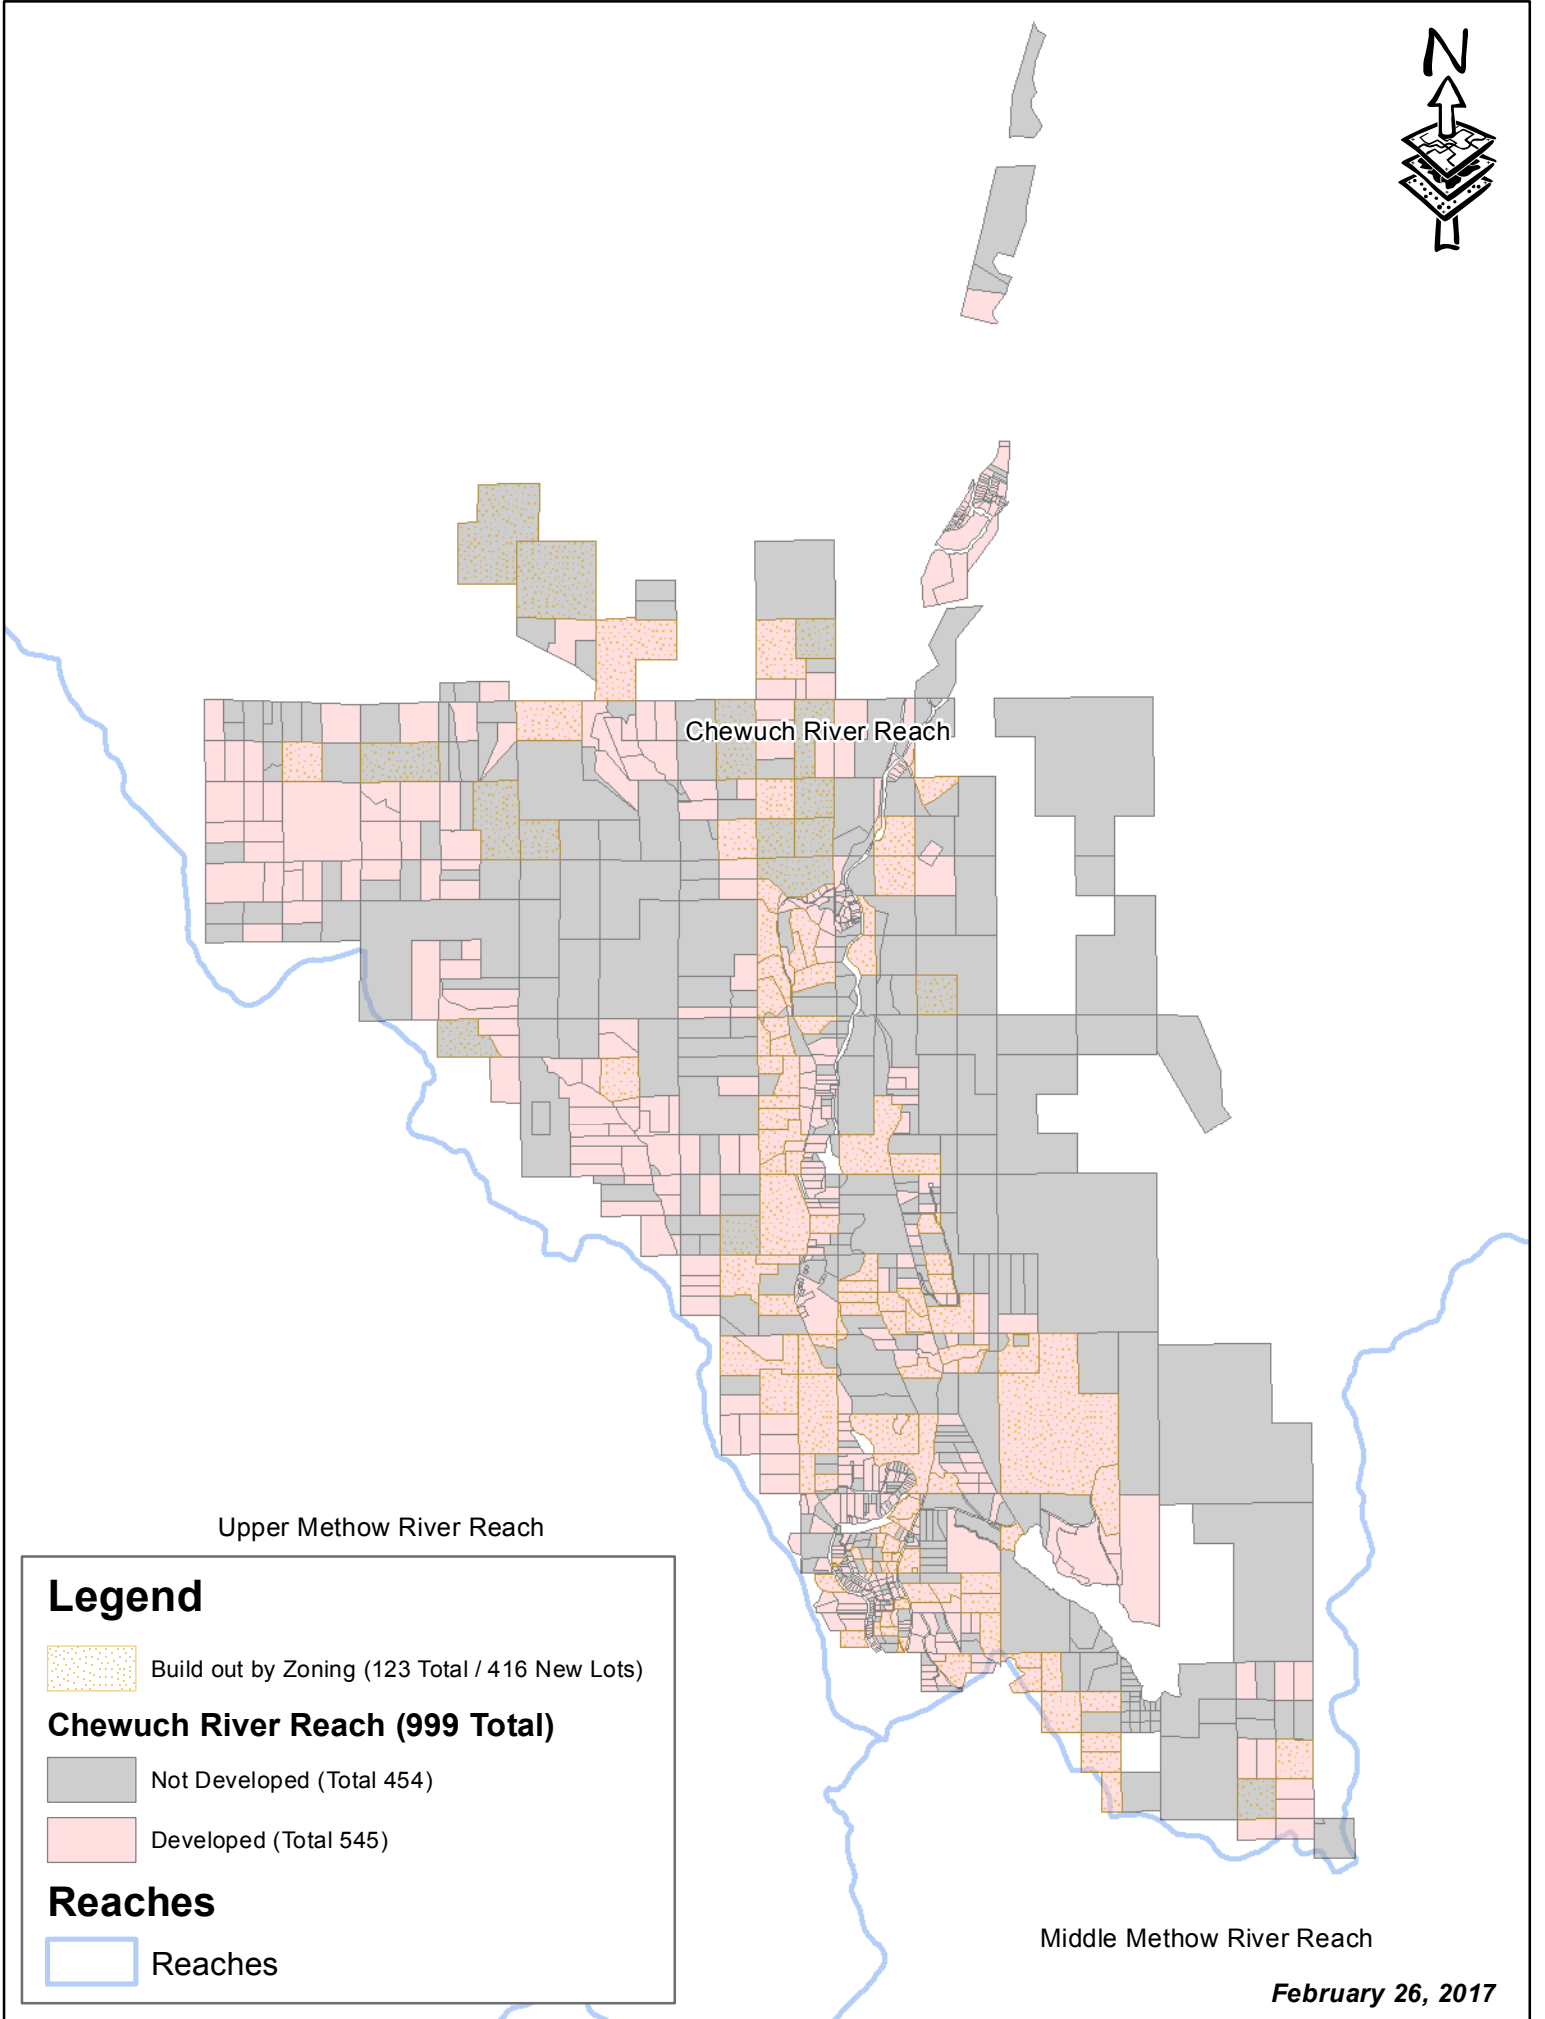 N
Chewuch River Reach
Upper Methow River Reach
Legend
Build out by Zoning (123 Total / 416 New Lots)
Chewuch River Reach (999 Total)
Not Developed (Total 454)
Developed (Total 545)
Reaches
Reaches
Middle Methow River Reach
February 26, 2017